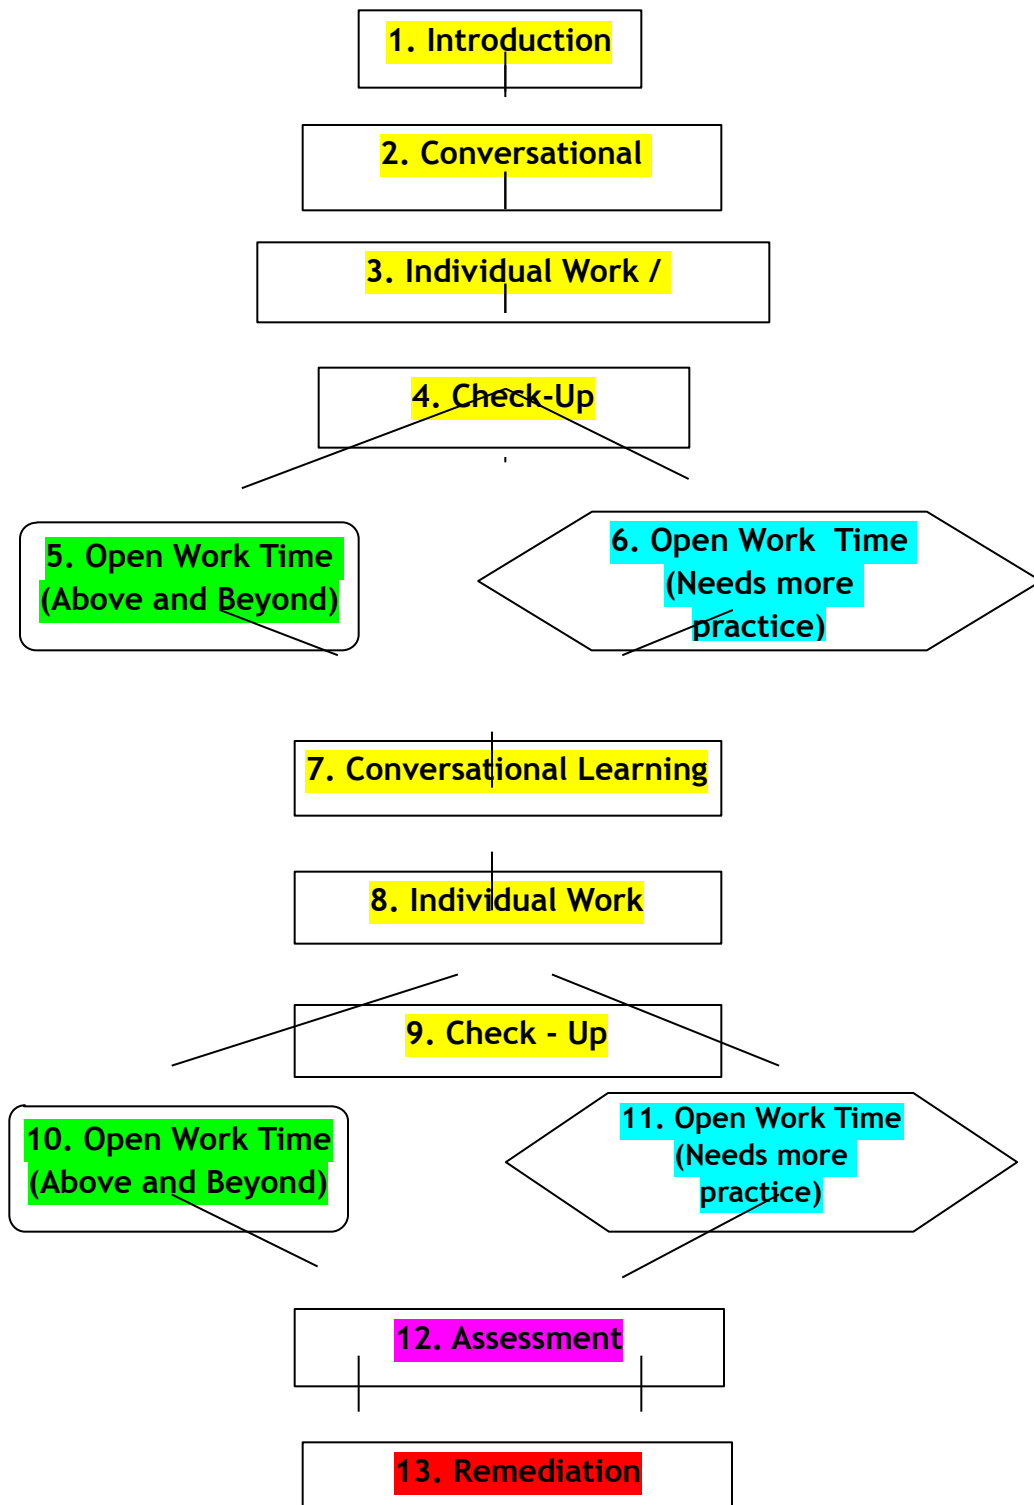 1. Introduction
2. Conversational
3. Individual Work /
4. Check-Up
5. Open Work Time
(Above and Beyond)
6. Open Work  Time
(Needs more
practice)
7. Conversational Learning
8. Individual Work
9. Check - Up
10. Open Work Time
(Above and Beyond)
11. Open Work Time
(Needs more
practice)
12. Assessment
13. Remediation